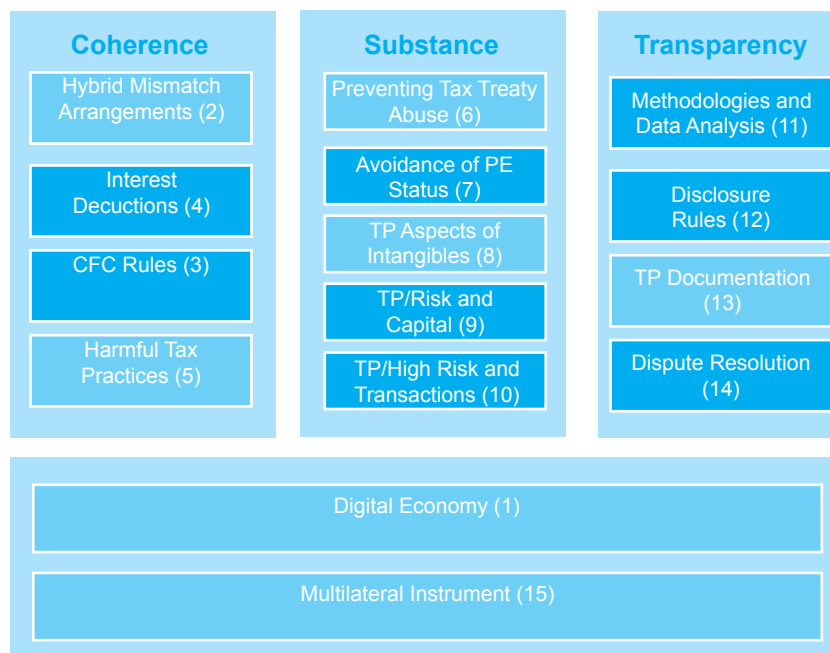 Coherence
Hybrid Mismatch
Arrangements (2)
Interest
Decuctions (4)
CFC Rules (3)
Harmful Tax
Practices (5)
Substance
Preventing Tax Treaty
Abuse (6)
Avoidance of PE
Status (7)
TP Aspects of
Intangibles (8)
TP/Risk and
Capital (9)
TP/High Risk and
Transactions (10)
Transparency
Methodologies and
Data Analysis (11)
Disclosure
Rules (12)
TP Documentation
(13)
Dispute Resolution
(14)
Digital Economy (1)
Multilateral Instrument (15)